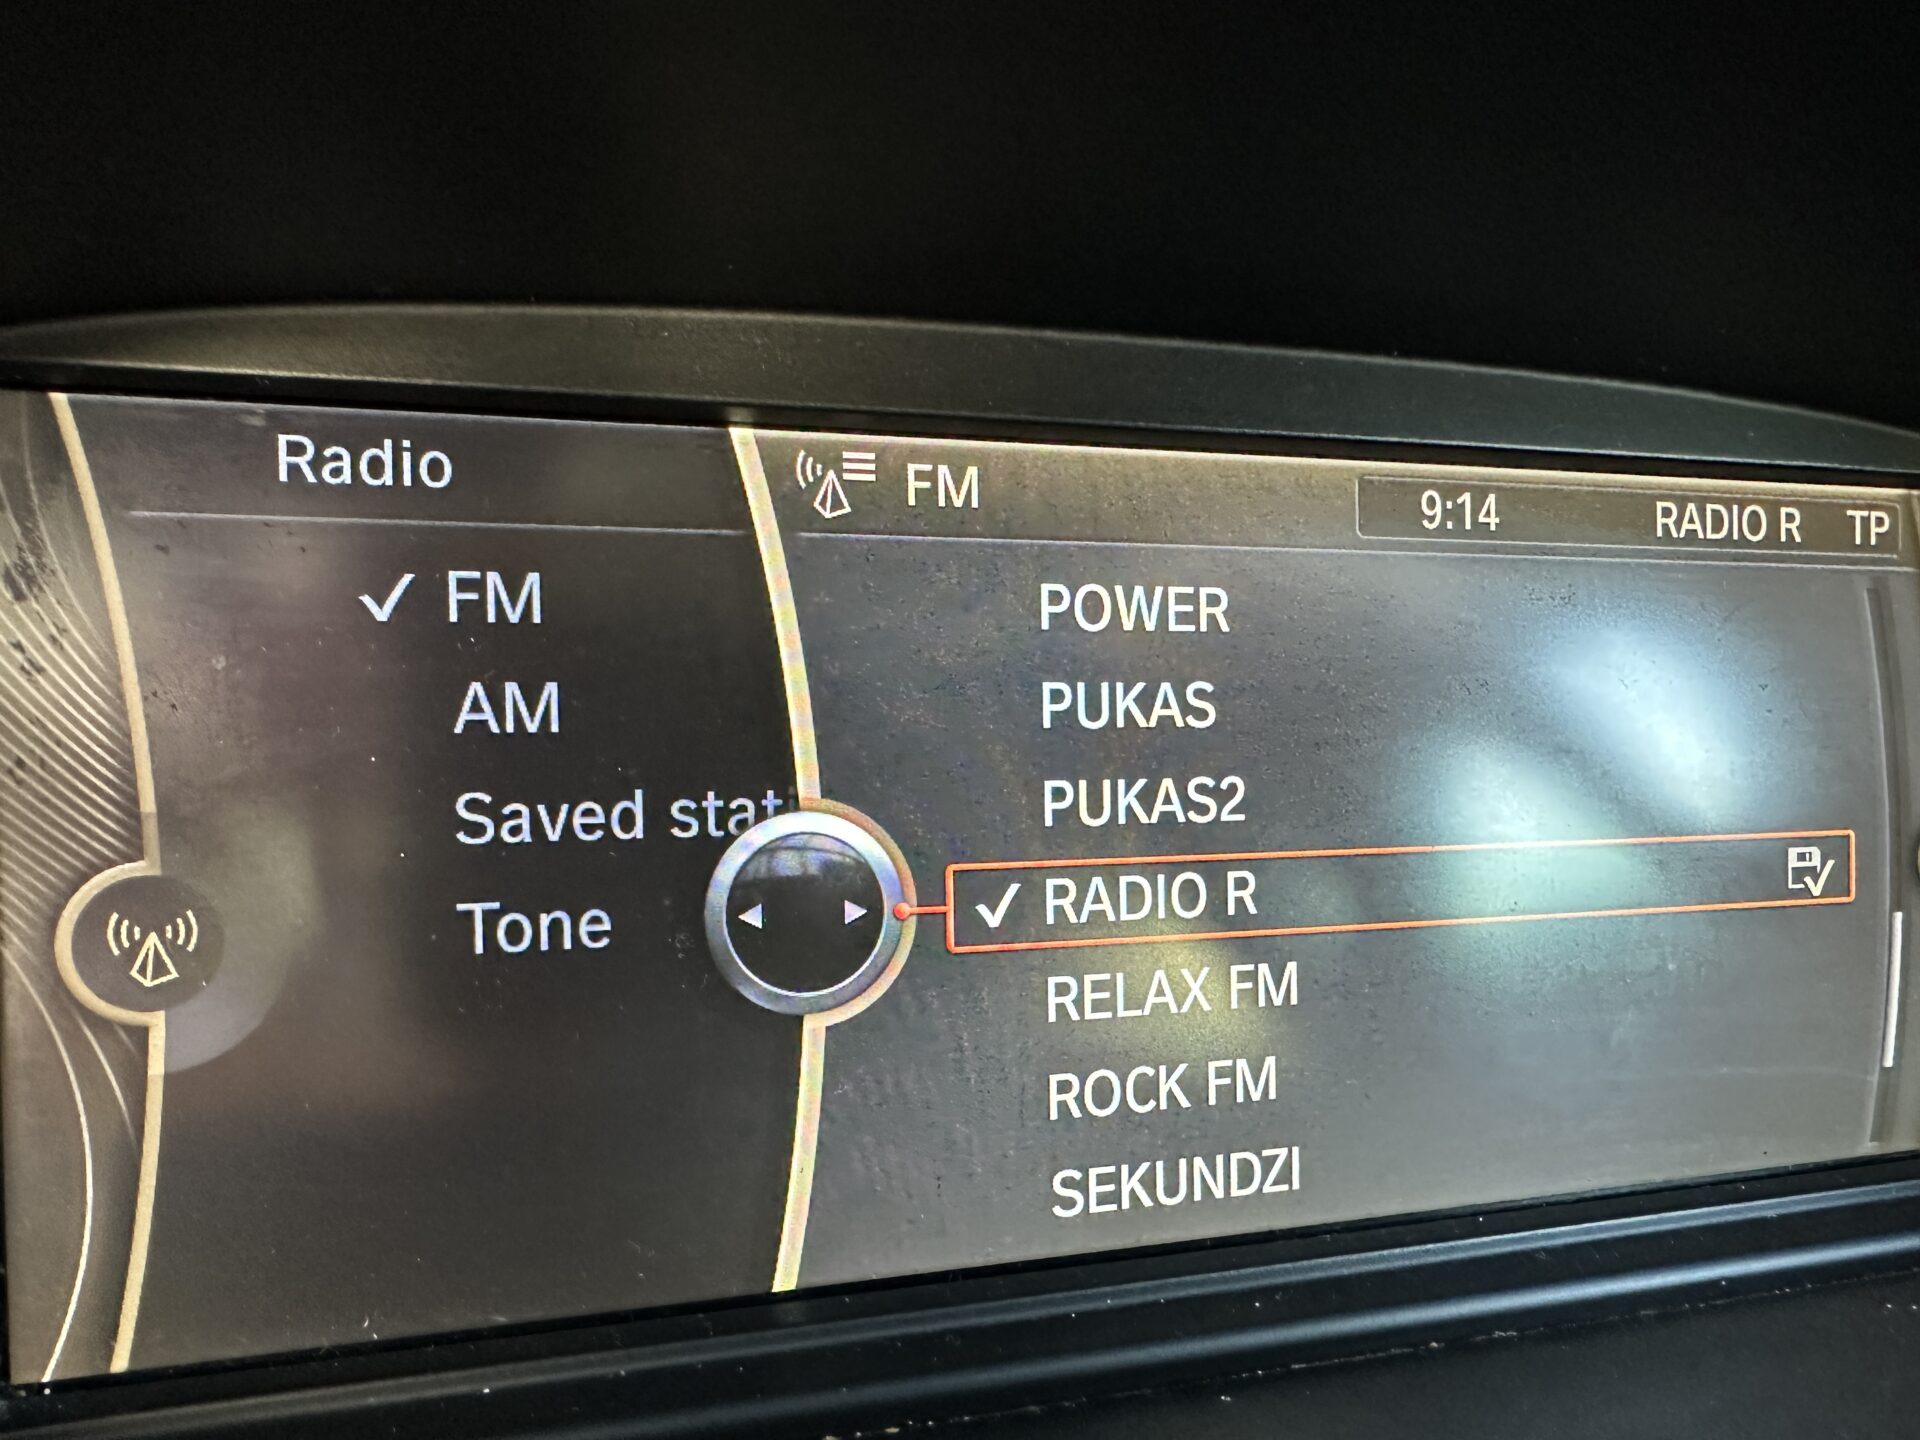 Radio
FM
AM
Saved stati
Tone
FM
9:14 RADIO R TP
POWER
PUKAS
PUKAS2
RADIO R
RELAX FM
ROCK FM
SEKUNDZI